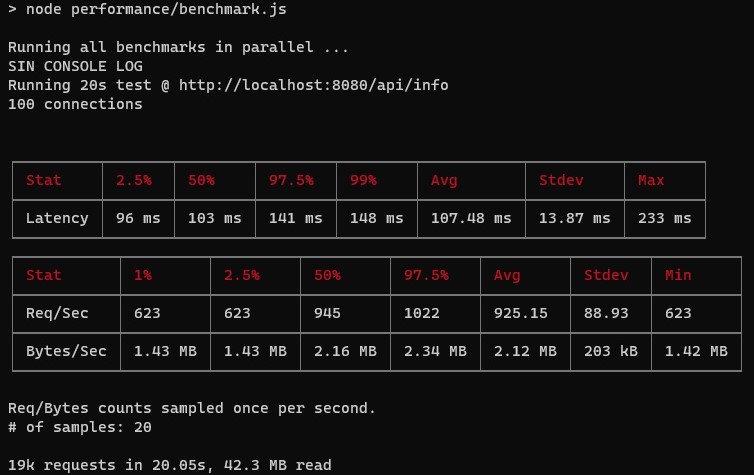 > node performance/benchmark.js
Running all benchmarks in parallel ...
SIN CONSOLE LOG
Running 20s test @ http://localhost:8080/api/info
100 connections
Stat 2.5% 50% 97.5% 99% Avg Stdev Max
Latency 96 ms 103 ms 141 ms 148 ms 107.48 ms 13.87 ms 233 ms
Stat 1% 2.5% 50% 97.5% Avg Stdev Min
Req/Sec 623 623 945 1022 925.15 88.93 623
Bytes/Sec 1.43 MB 1.43 MB 2.16 MB 2.34 MB 2.12 MB 203 kB 1.42 MB
Req/Bytes counts sampled once per second.
# of samples: 20
19k requests in 20.05s, 42.3 MB read